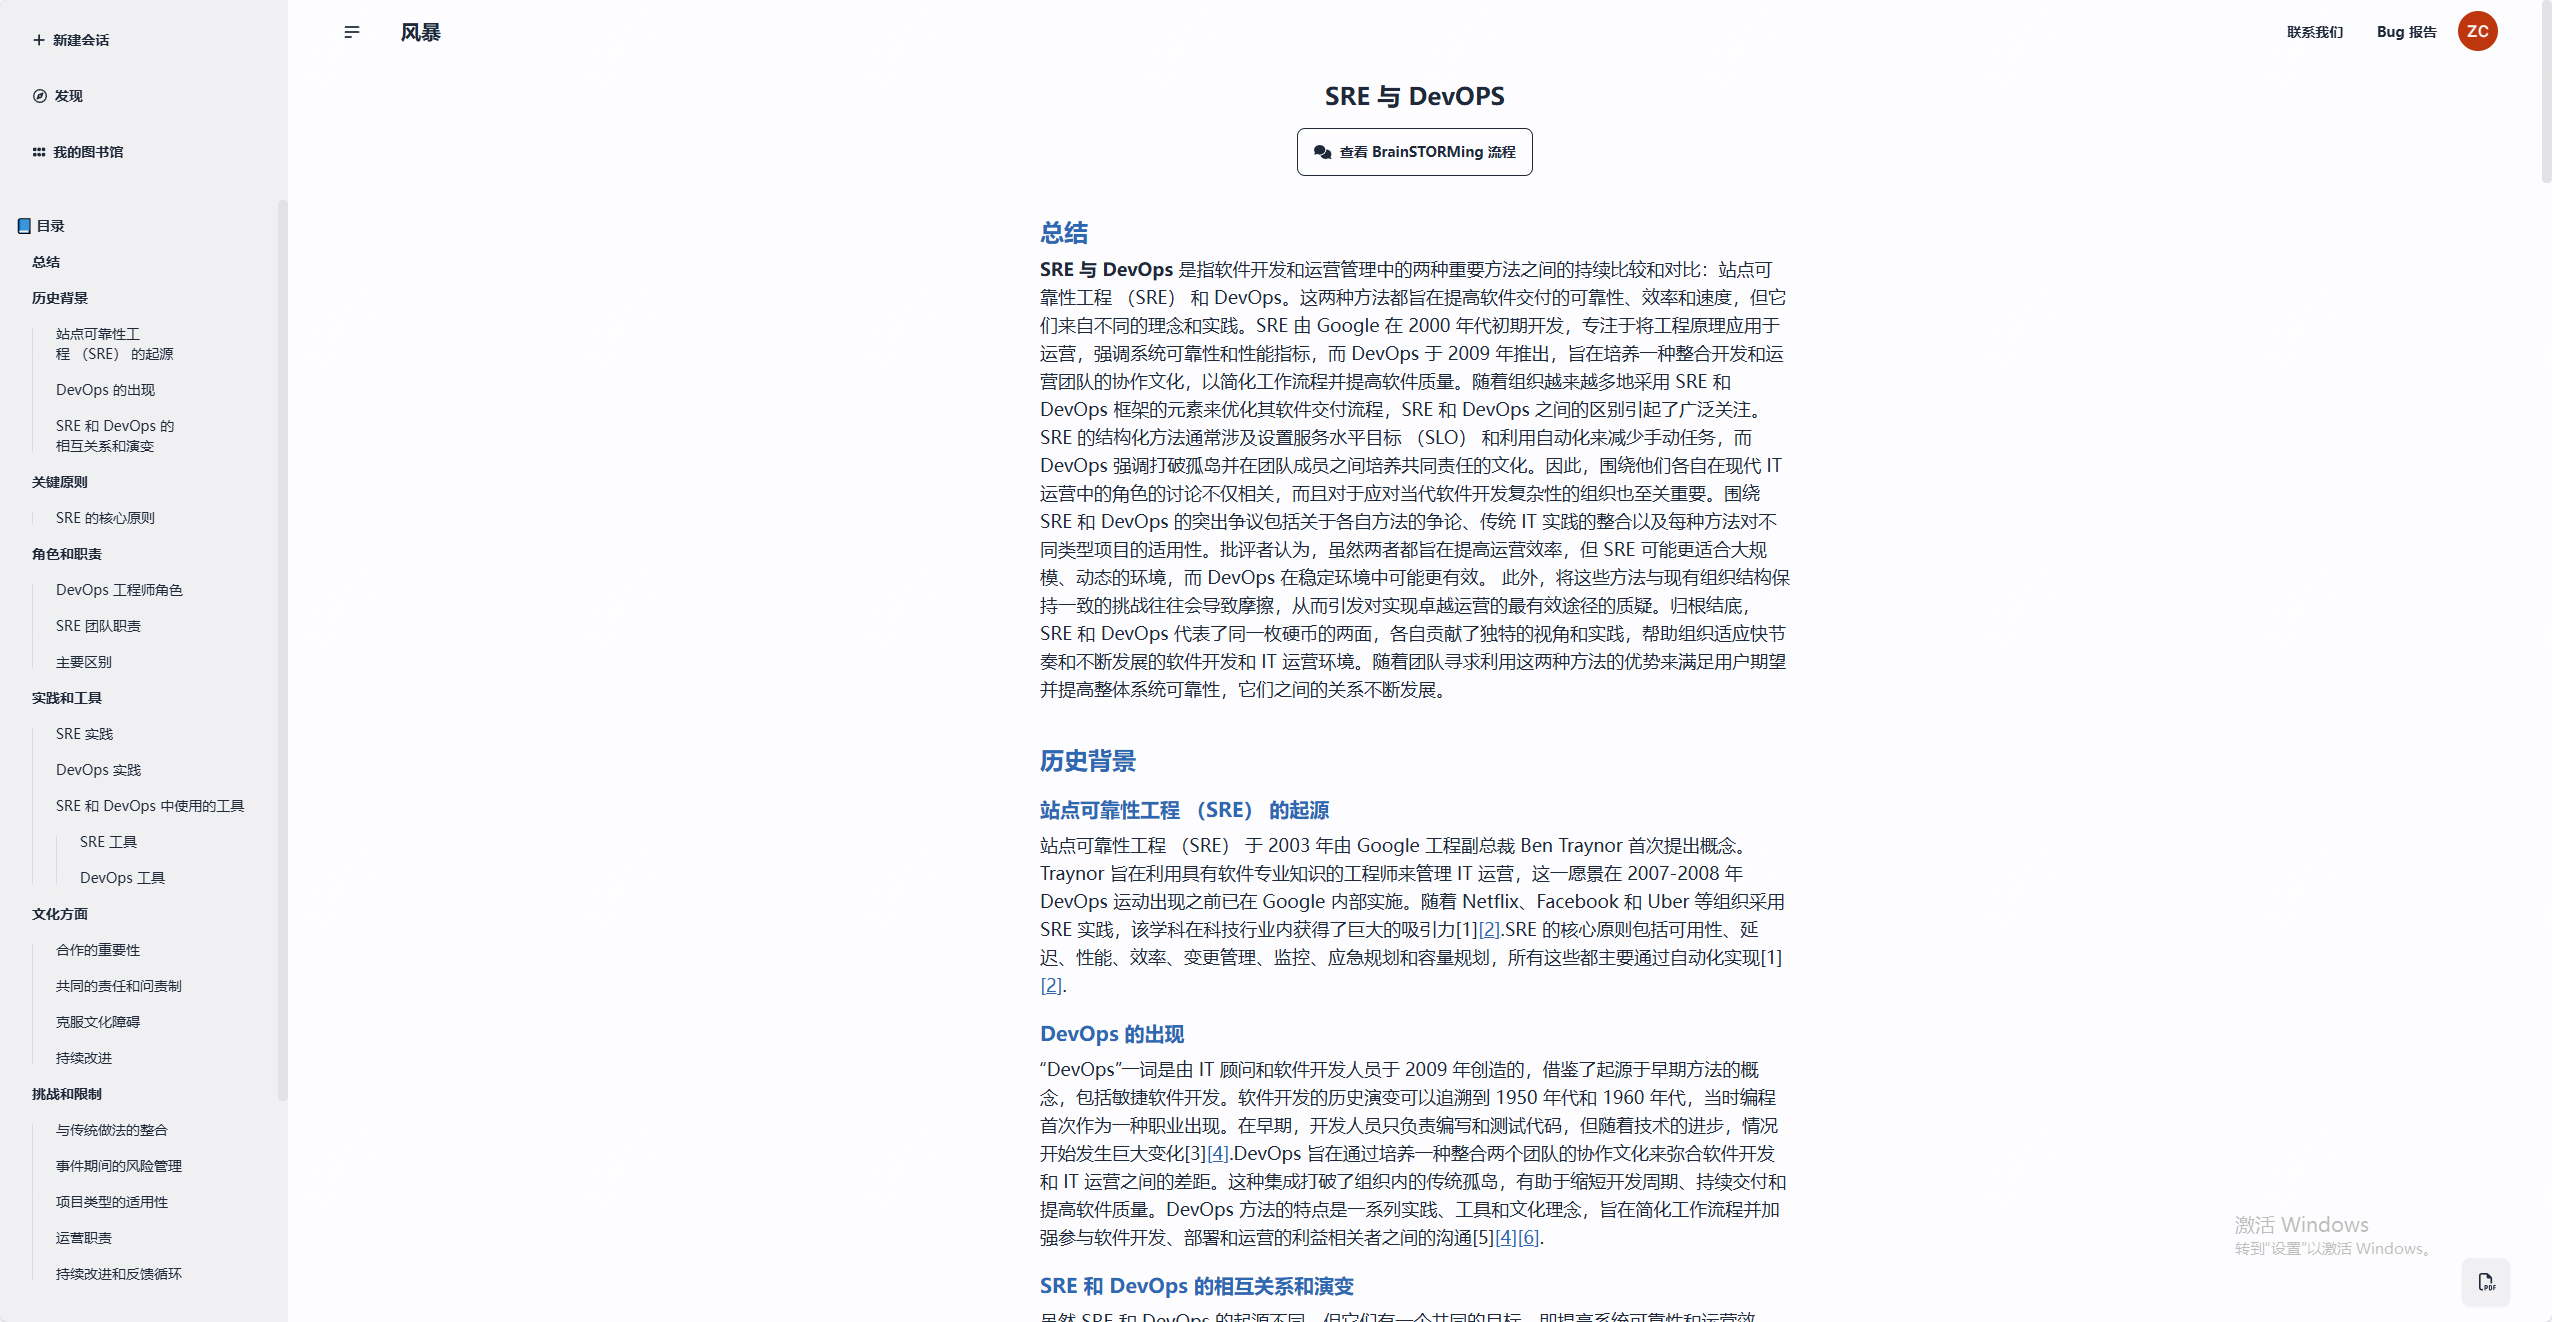 新建会话
发现
我的图书馆
目录
总结
历史背景
站点可靠性工
程 （SRE） 的起源
DevOps 的出现
SRE 和 DevOps 的
相互关系和演变
关键原则
SRE 的核心原则
角色和职责
DevOps 工程师角色
SRE 团队职责
主要区别
实践和工具
SRE 实践
DevOps 实践
SRE 和 DevOps 中使用的工具
SRE 工具
DevOps 工具
文化方面
合作的重要性
共同的责任和问责制
克服文化障碍
持续改进
挑战和限制
与传统做法的整合
事件期间的风险管理
项目类型的适用性
运营职责
持续改进和反馈循环
风暴
联系我们
Bug 报告
ZC
SRE 与 DevOPS
查看 BrainSTORMing 流程
总结
SRE 与 DevOps 是指软件开发和运营管理中的两种重要方法之间的持续比较和对比：站点可
靠性工程 （SRE） 和 DevOps。这两种方法都旨在提高软件交付的可靠性、效率和速度，但它
们来自不同的理念和实践。SRE 由 Google 在 2000 年代初期开发，专注于将工程原理应用于
运营，强调系统可靠性和性能指标，而 DevOps 于 2009 年推出，旨在培养一种整合开发和运
营团队的协作文化，以简化工作流程并提高软件质量。随着组织越来越多地采用 SRE 和
DevOps 框架的元素来优化其软件交付流程，SRE 和 DevOps 之间的区别引起了广泛关注。
SRE 的结构化方法通常涉及设置服务水平目标 （SLO） 和利用自动化来减少手动任务，而
DevOps 强调打破孤岛并在团队成员之间培养共同责任的文化。因此，围绕他们各自在现代 IT
运营中的角色的讨论不仅相关，而且对于应对当代软件开发复杂性的组织也至关重要。围绕
SRE 和 DevOps 的突出争议包括关于各自方法的争论、传统 IT 实践的整合以及每种方法对不
同类型项目的适用性。批评者认为，虽然两者都旨在提高运营效率，但 SRE 可能更适合大规
模、动态的环境，而 DevOps 在稳定环境中可能更有效。 此外，将这些方法与现有组织结构保
持一致的挑战往往会导致摩擦，从而引发对实现卓越运营的最有效途径的质疑。归根结底，
SRE 和 DevOps 代表了同一枚硬币的两面，各自贡献了独特的视角和实践，帮助组织适应快节
奏和不断发展的软件开发和 IT 运营环境。随着团队寻求利用这两种方法的优势来满足用户期望
并提高整体系统可靠性，它们之间的关系不断发展。
历史背景
站点可靠性工程 （SRE） 的起源
站点可靠性工程 （SRE） 于 2003 年由 Google 工程副总裁 Ben Traynor 首次提出概念。
Traynor 旨在利用具有软件专业知识的工程师来管理 IT 运营，这一愿景在 2007-2008 年
DevOps 运动出现之前已在 Google 内部实施。随着 Netflix、Facebook 和 Uber 等组织采用
SRE 实践，该学科在科技行业内获得了巨大的吸引力[1][2].SRE 的核心原则包括可用性、延
迟、性能、效率、变更管理、监控、应急规划和容量规划，所有这些都主要通过自动化实现[1]
[2].
DevOps 的出现
“DevOps”一词是由 IT 顾问和软件开发人员于 2009 年创造的，借鉴了起源于早期方法的概
念，包括敏捷软件开发。软件开发的历史演变可以追溯到 1950 年代和 1960 年代，当时编程
首次作为一种职业出现。在早期，开发人员只负责编写和测试代码，但随着技术的进步，情况
开始发生巨大变化[3][4].DevOps 旨在通过培养一种整合两个团队的协作文化来弥合软件开发
和 IT 运营之间的差距。这种集成打破了组织内的传统孤岛，有助于缩短开发周期、持续交付和
提高软件质量。DevOps 方法的特点是一系列实践、工具和文化理念，旨在简化工作流程并加
强参与软件开发、部署和运营的利益相关者之间的沟通[5][4][6].
SRE 和 DevOps 的相互关系和演变
虽然 SRE 和 DevOps 的起源不同，但它们有一个共同的目标，即提高系统可靠性和运营效
激活 Windows
转到“设置”以激活 Windows。
PDF